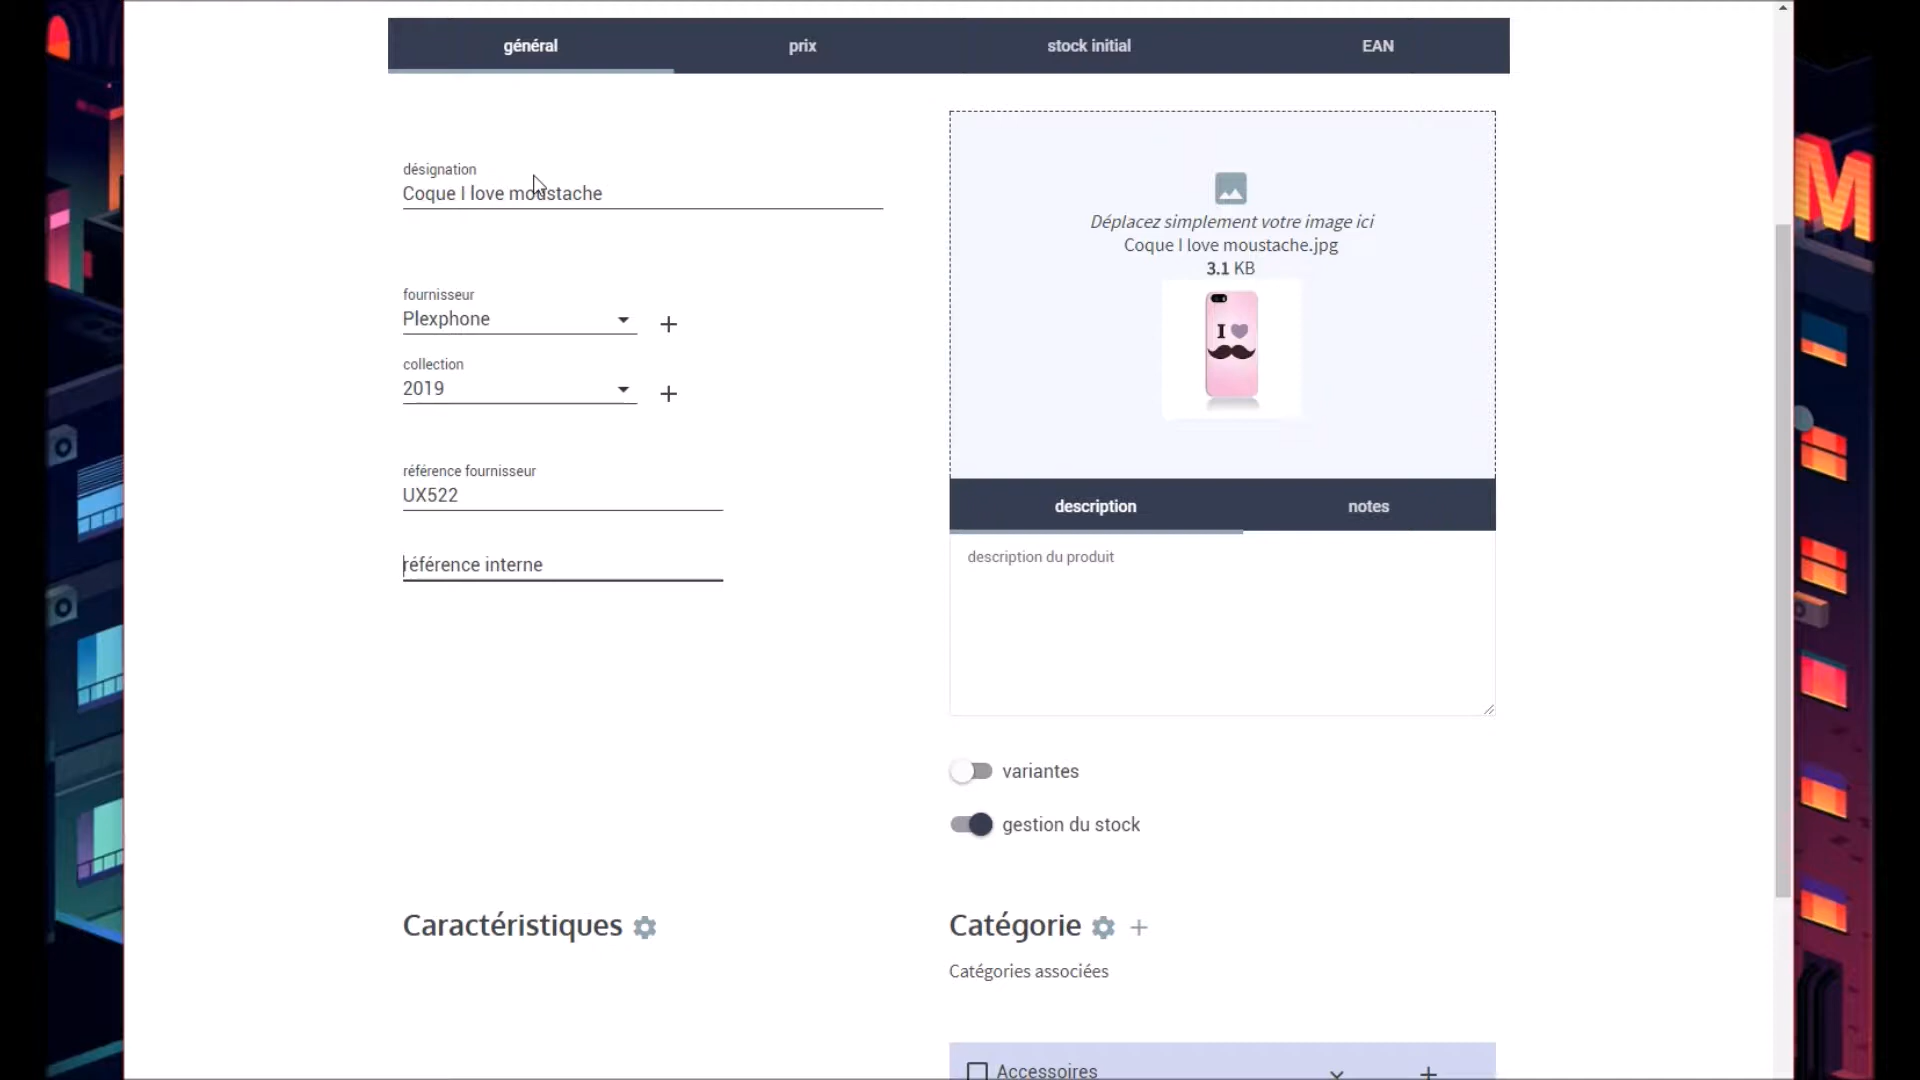 général
prix
stock initial
EAN
désignation
Coque I love moustache
fournisseur
Plexphone
collection
2019
référence fournisseur
UX522
référence interne
Déplacez simplement votre image ici
Coque I love moustache.jpg
3.1 KB
I
description
notes
description du produit
variantes
gestion du stock
Caractéristiques
Catégorie
Catégories associées
Accessoires
M